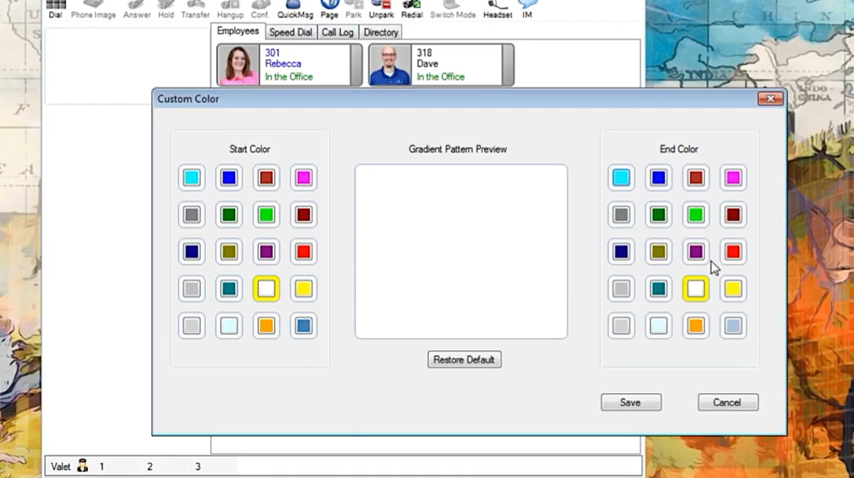 Dial Phone Image Answer Hold Transfer Hangup Conf. QuickMsg Page Park Unpark Redial Switch Mode Headset IM
Employees Speed Dial Call Log Directory
301
Rebecca
In the Office
318
Dave
In the Office
Custom Color
Start Color
Gradient Pattern Preview
End Color
Restore Default
Save
Cancel
Valet 1 2 3
CHIN
INDIA